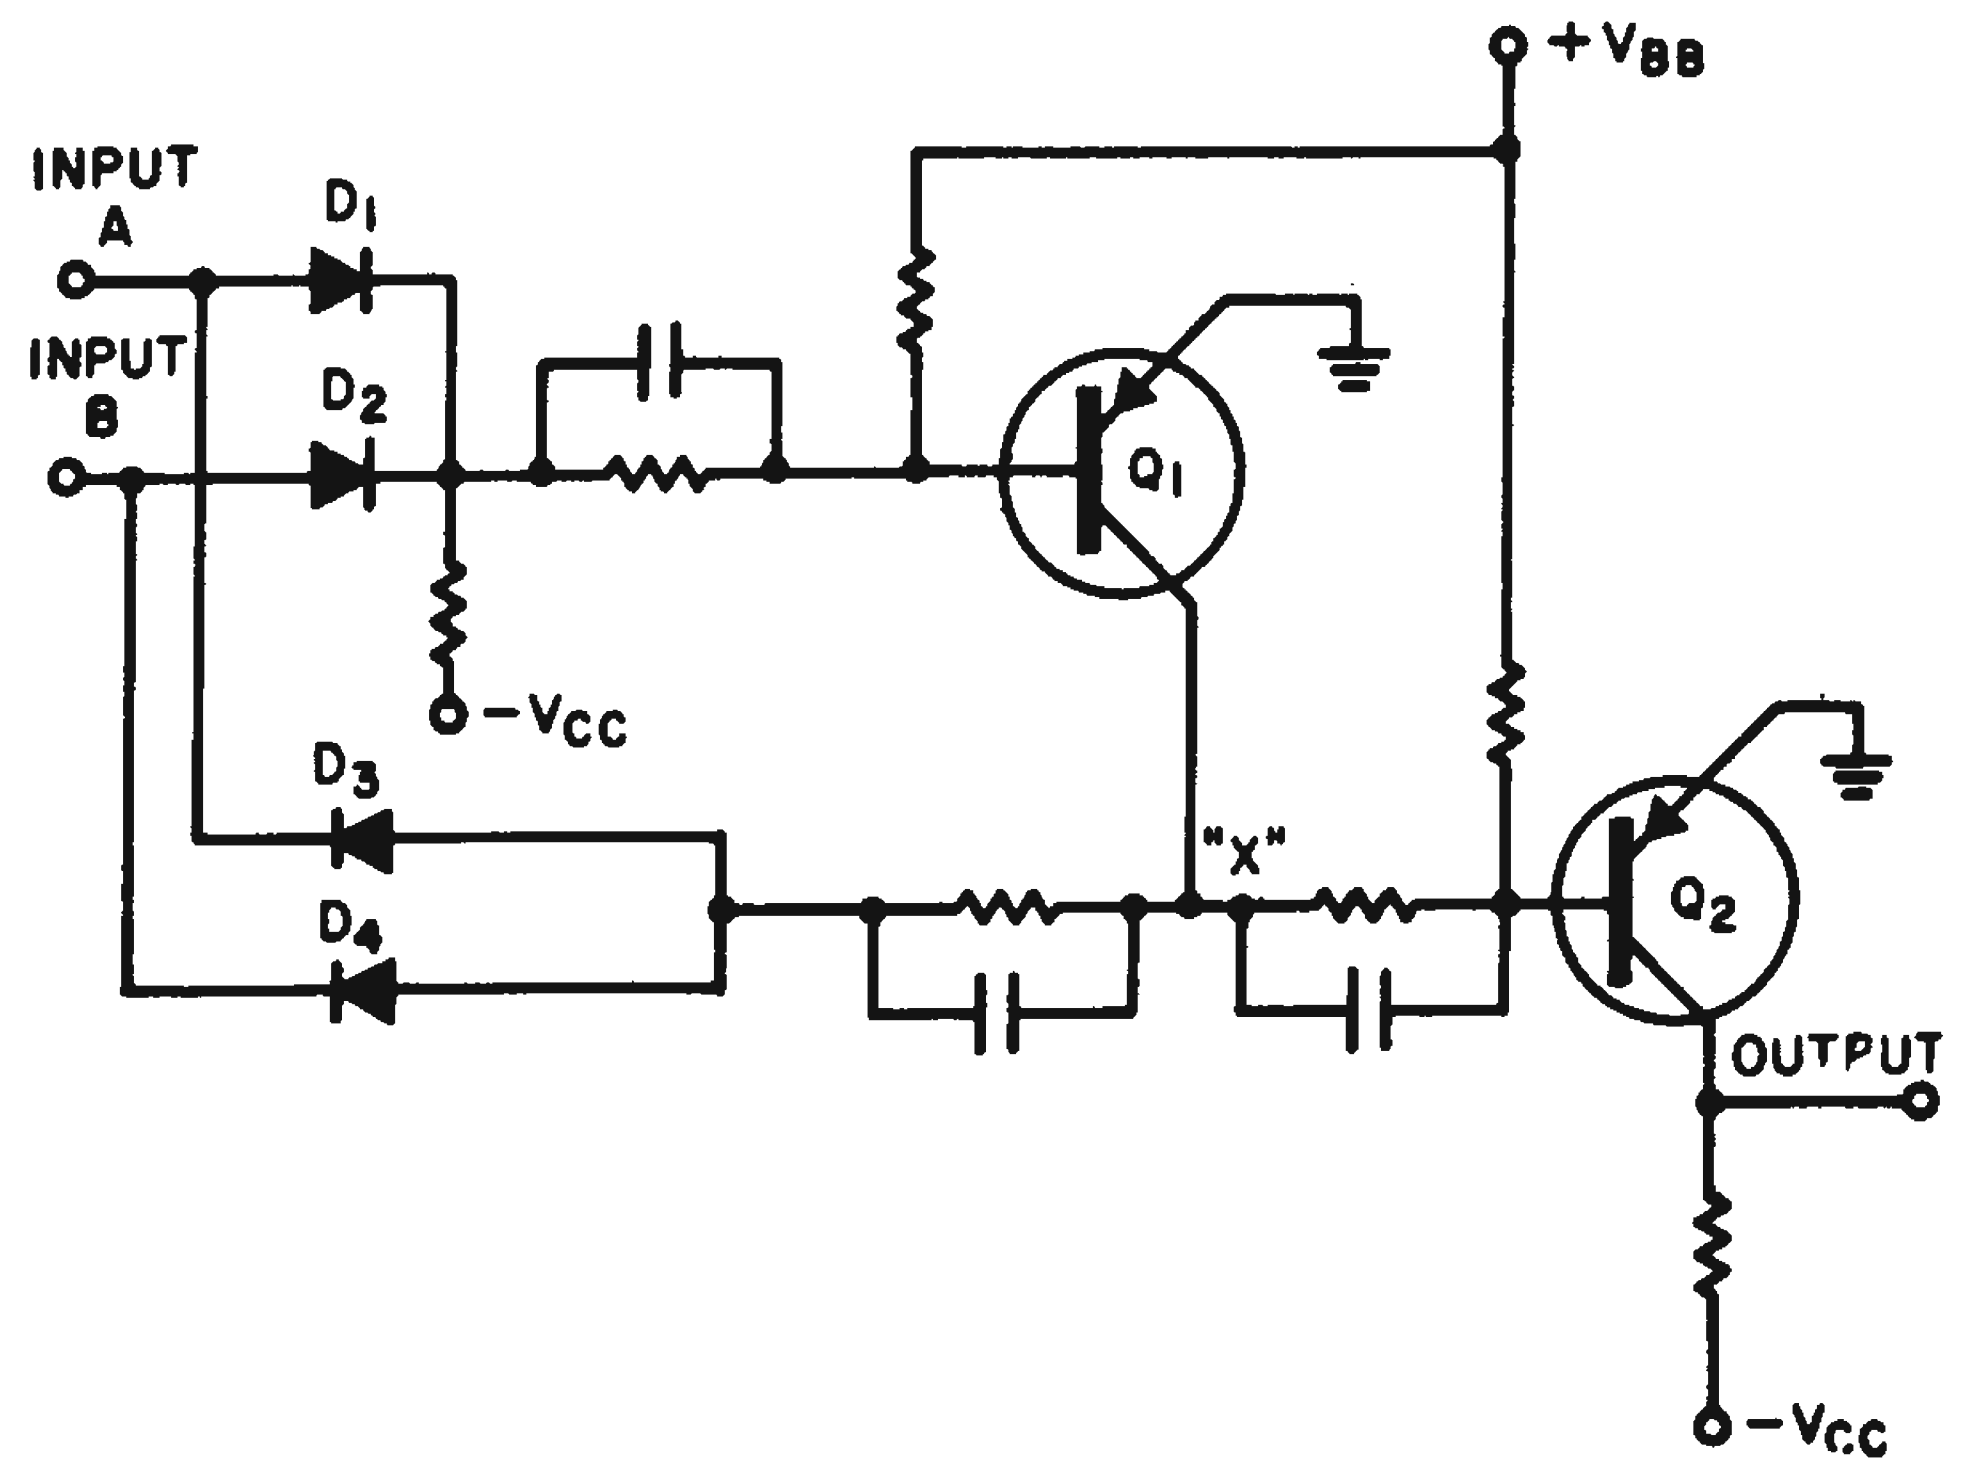 + VBB
INPUT
A
D1
INPUT
B
D2
Q1
- VCC
D3
"X"
D4
Q2
OUTPUT
- VCC